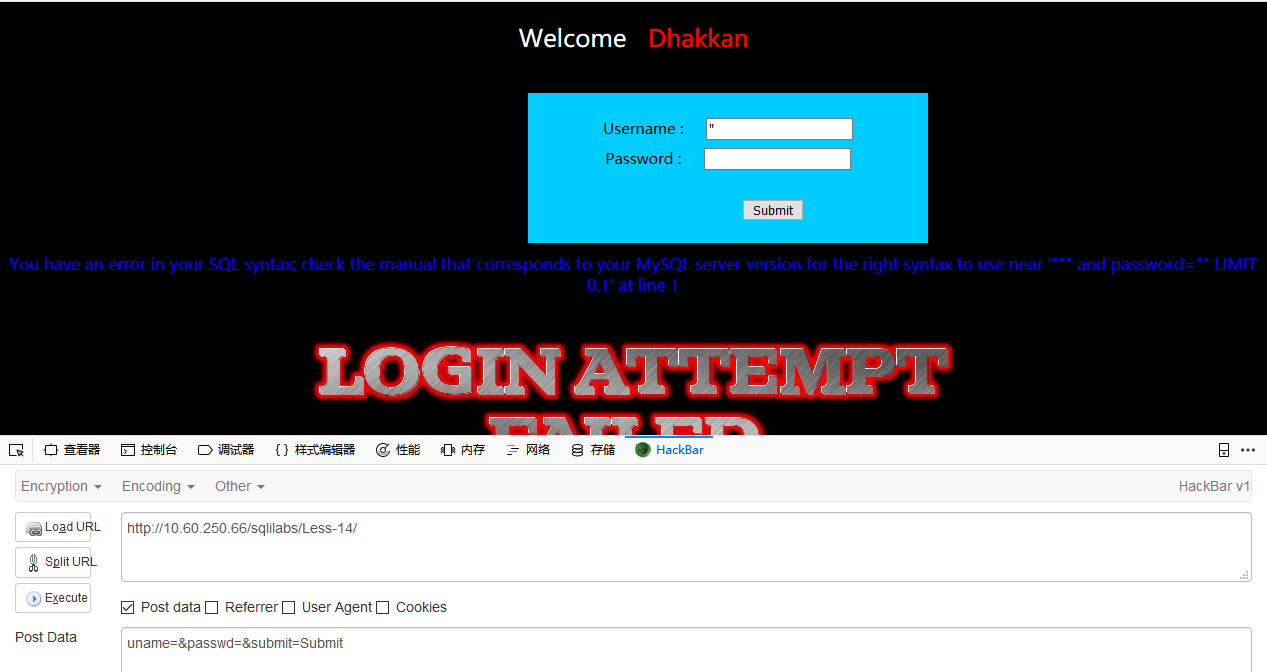 Welcome Dhakkan
Username : "
Password :
Submit
You have an error in your SQL syntax; check the manual that corresponds to your MySQL server version for the right syntax to use near '""" and password="" LIMIT
0,1' at line 1
LOGIN ATTEMPT
FAILED
查看器 控制台 调试器 {} 样式编辑器 性能 内存 网络 存储 HackBar
Encryption Encoding Other HackBar v1
Load URL http://10.60.250.66/sqlilabs/Less-14/
Split URL
Execute
Post data Referrer User Agent Cookies
Post Data uname=&passwd=&submit=Submit